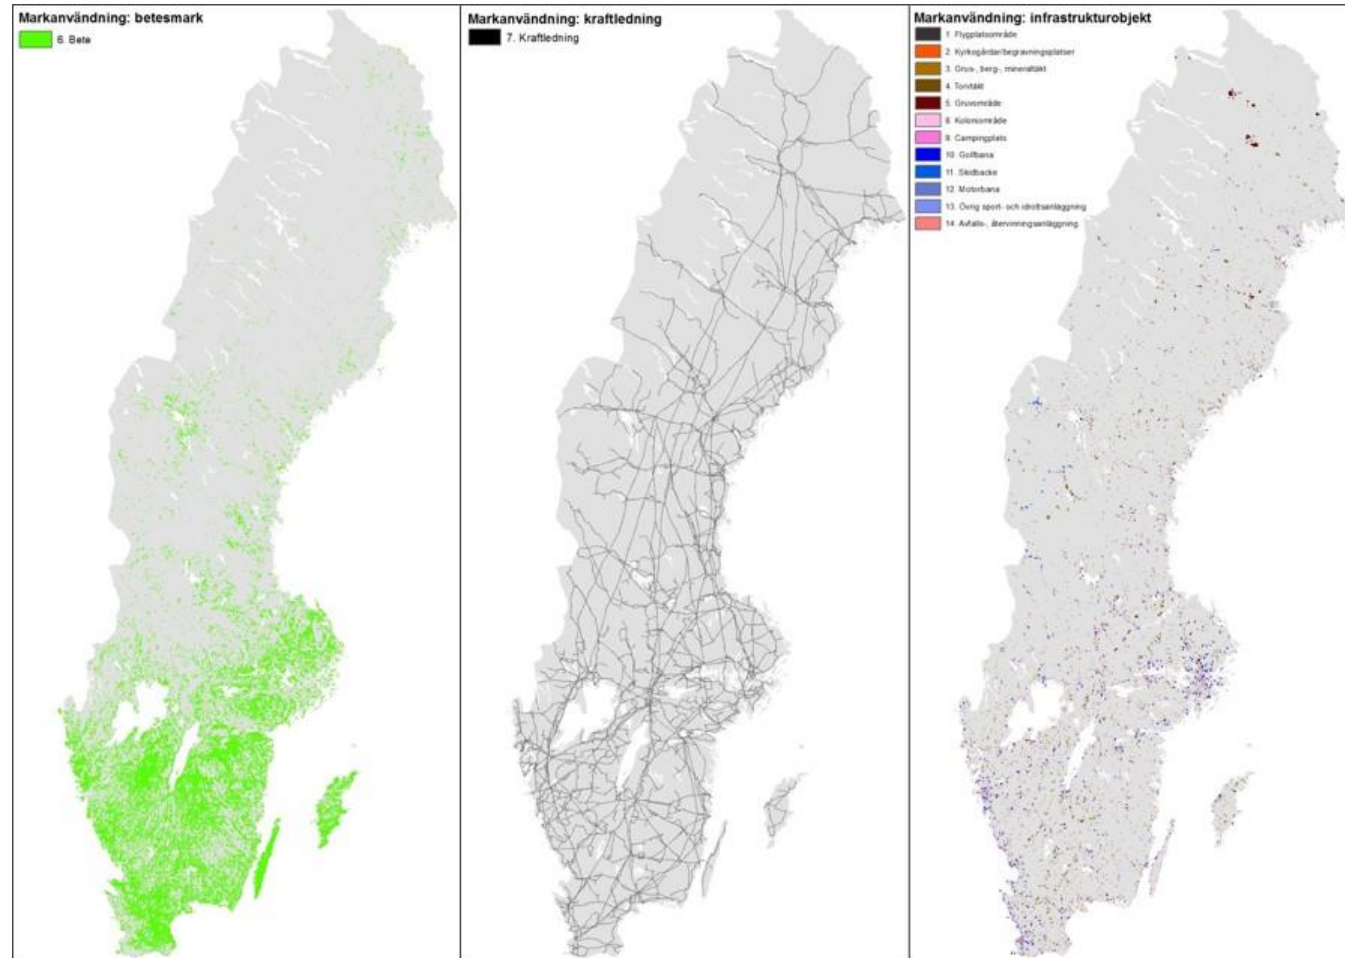 Markanvändning: betesmark
6. Bete
Markanvändning: kraftledning
7. Kraftledning
Markanvändning: infrastrukturobjekt
1. Flygplatsområde
2. Kyrkogårdar/begravningsplatser
3. Grus-, berg-, mineraltäkt
4. Torvtäkt
5. Gruvområde
8. Koloniområde
9. Campingplats
10. Golfbana
11. Skidbacke
12. Motorbana
13. Övrig sport- och idrottsanläggning
14. Avfalls-, återvinningsanläggning